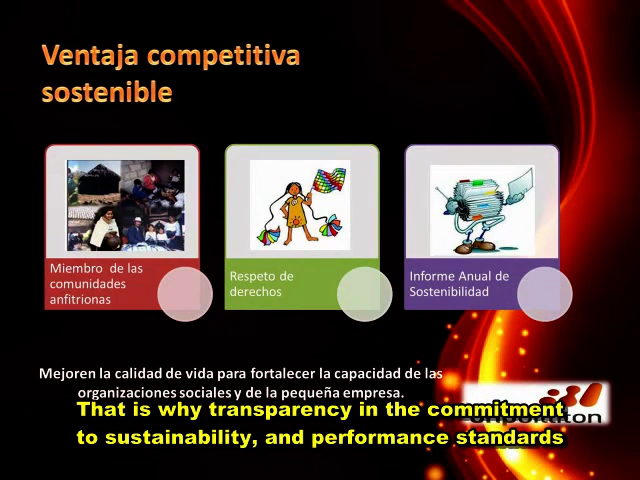 Ventaja competitiva
sostenible
Miembro de las
comunidades
anfitrionas
Respeto de
derechos
Informe Anual de
Sostenibilidad
Mejoren la calidad de vida para fortalecer la capacidad de las
organizaciones sociales y de la pequeña empresa.
That is why transparency in the commitment
to sustainability, and performance standards